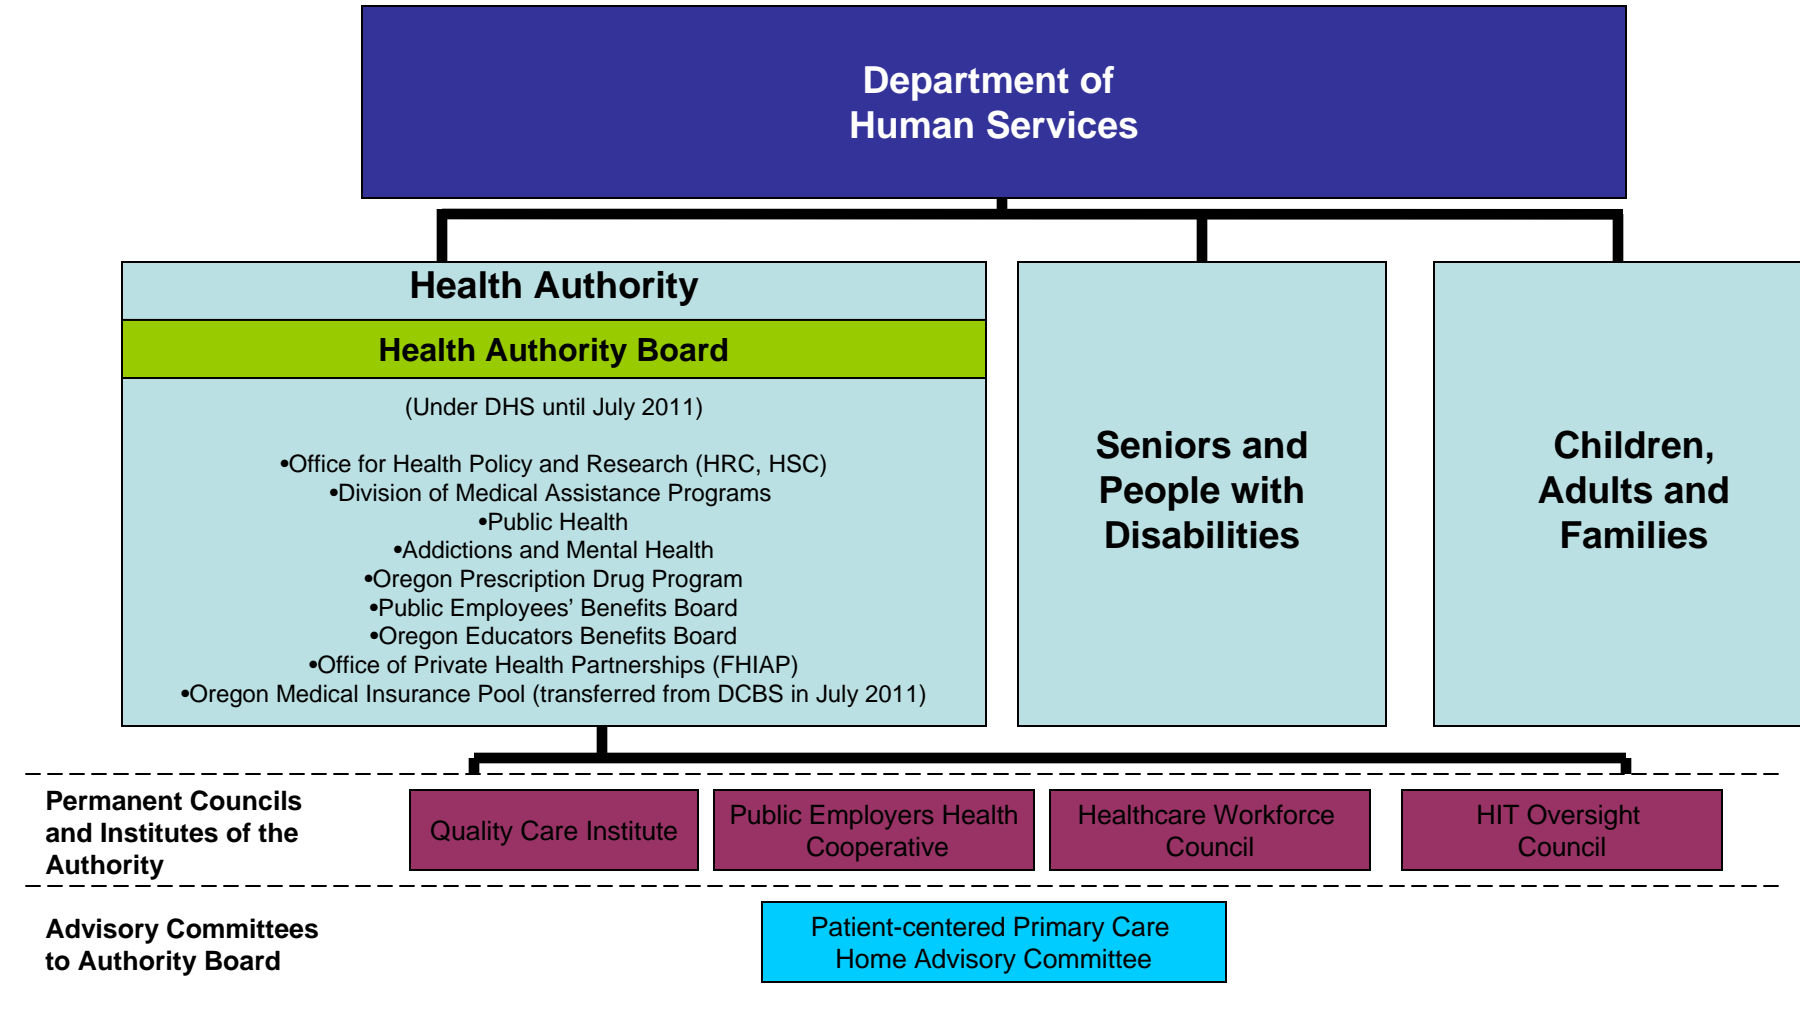 Department of
Human Services
Health Authority
Health Authority Board
(Under DHS until July 2011)
•Office for Health Policy and Research (HRC, HSC)
•Division of Medical Assistance Programs
•Public Health
•Addictions and Mental Health
•Oregon Prescription Drug Program
•Public Employees’ Benefits Board
•Oregon Educators Benefits Board
•Office of Private Health Partnerships (FHIAP)
•Oregon Medical Insurance Pool (transferred from DCBS in July 2011)
Seniors and
People with
Disabilities
Children,
Adults and
Families
Permanent Councils
and Institutes of the
Authority
Quality Care Institute
Public Employers Health
Cooperative
Healthcare Workforce
Council
HIT Oversight
Council
Advisory Committees
to Authority Board
Patient-centered Primary Care
Home Advisory Committee